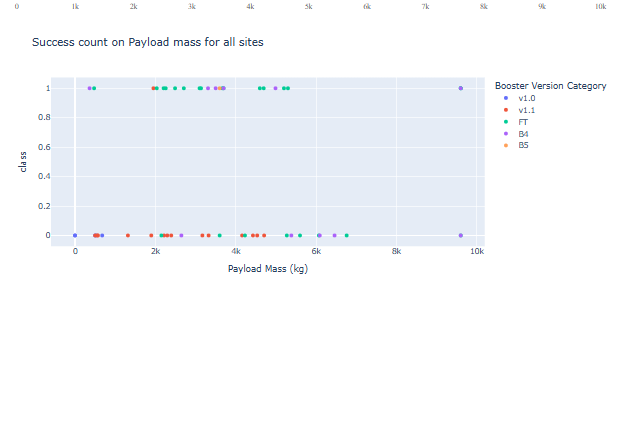 0 1k 2k 3k 4k 5k 6k 7k 8k 9k 10k
Success count on Payload mass for all sites
Booster Version Category
v1.0
v1.1
FT
B4
B5
class
1
0.8
0.6
0.4
0.2
0
0 2k 4k 6k 8k 10k
Payload Mass (kg)